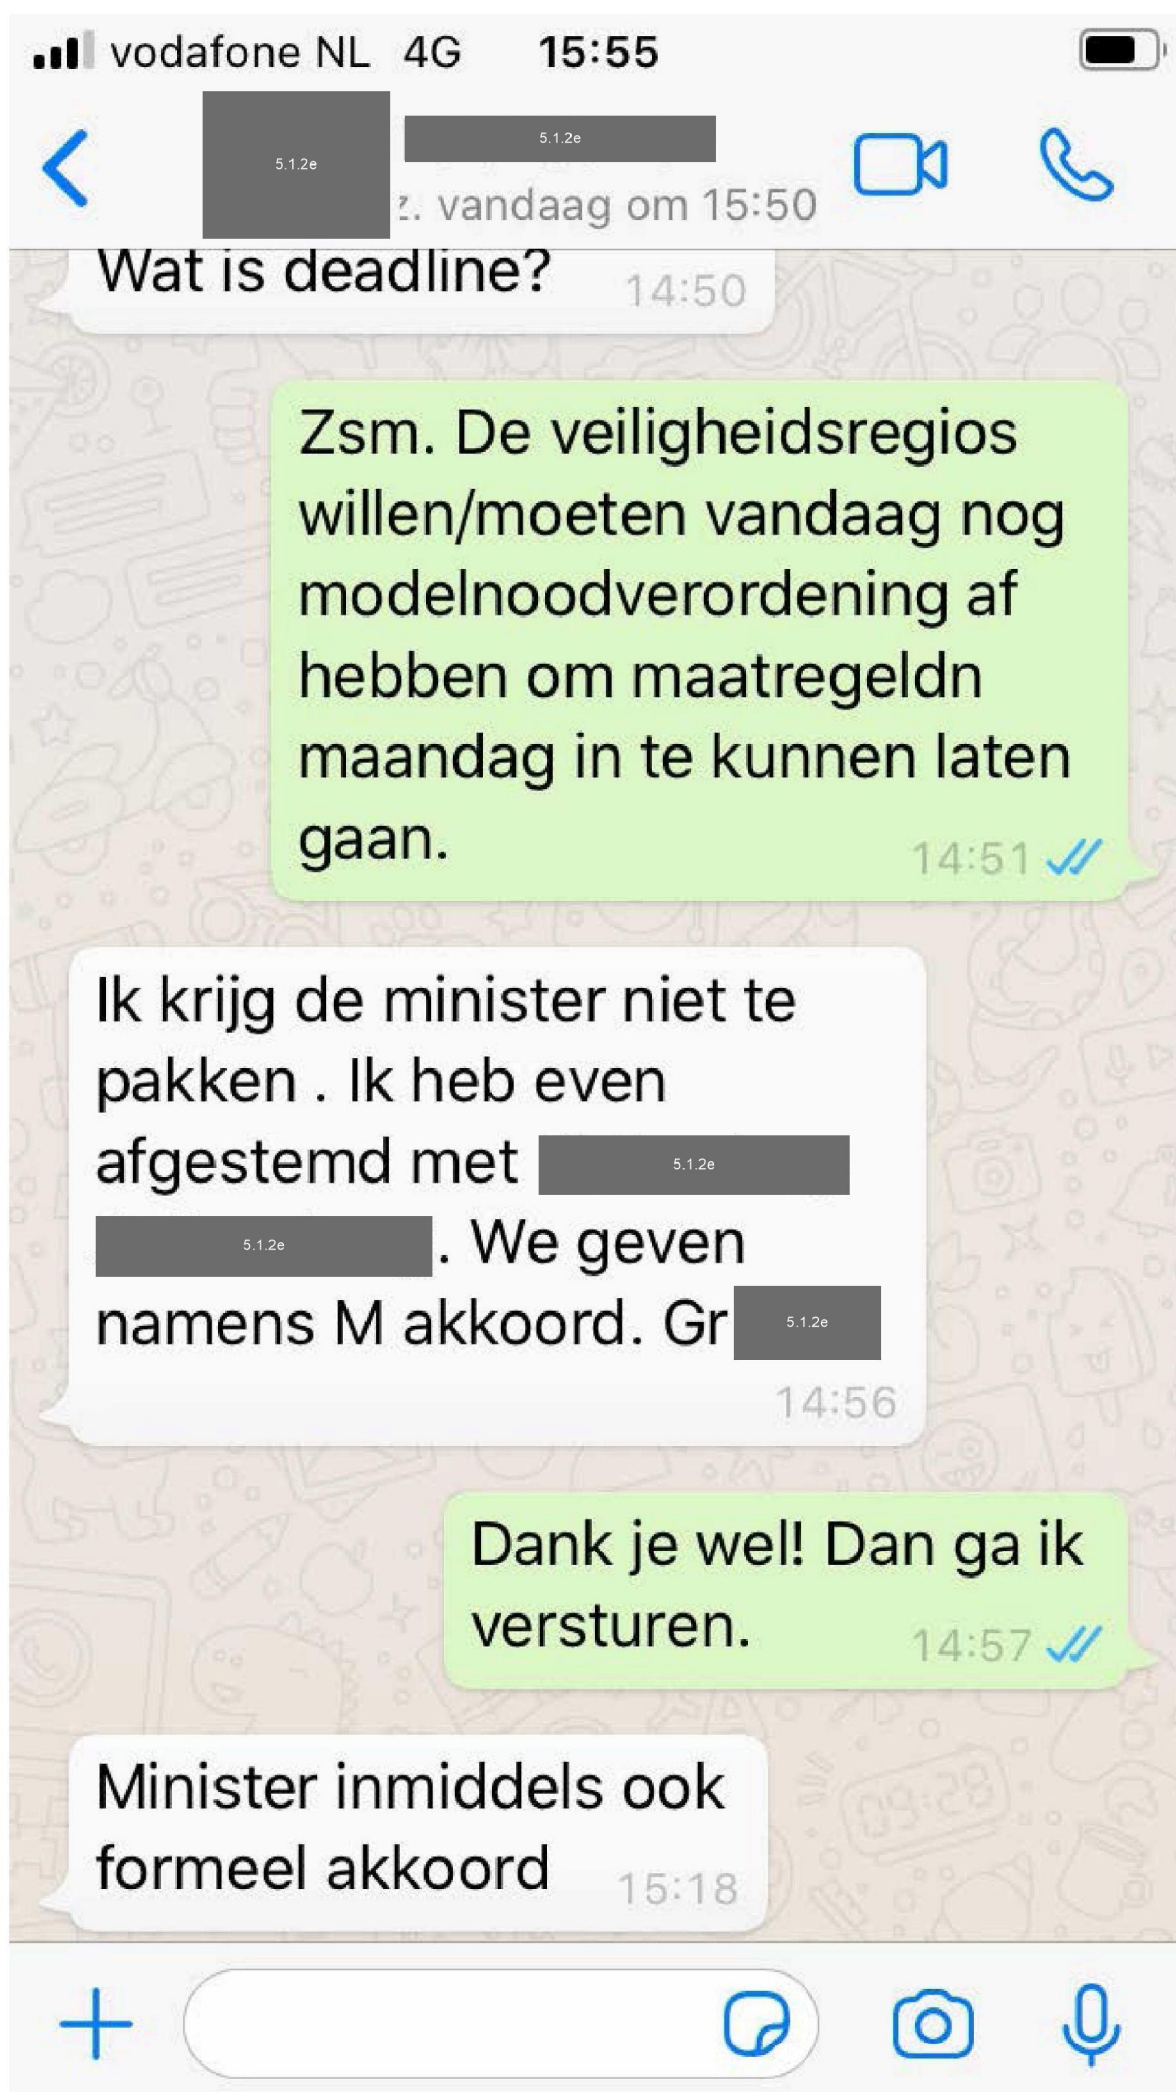 vodafone NL 4G 15:55
5.1.2e
5.1.2e
z. vandaag om 15:50
Wat is deadline? 14:50
Zsm. De veiligheidsregios
willen/moeten vandaag nog
modelnoodverordening af
hebben om maatregeldn
maandag in te kunnen laten
gaan. 14:51
Ik krijg de minister niet te
pakken . Ik heb even
afgestemd met 5.1.2e
5.1.2e . We geven
namens M akkoord. Gr 5.1.2e
14:56
Dank je wel! Dan ga ik
versturen. 14:57
Minister inmiddels ook
formeel akkoord 15:18